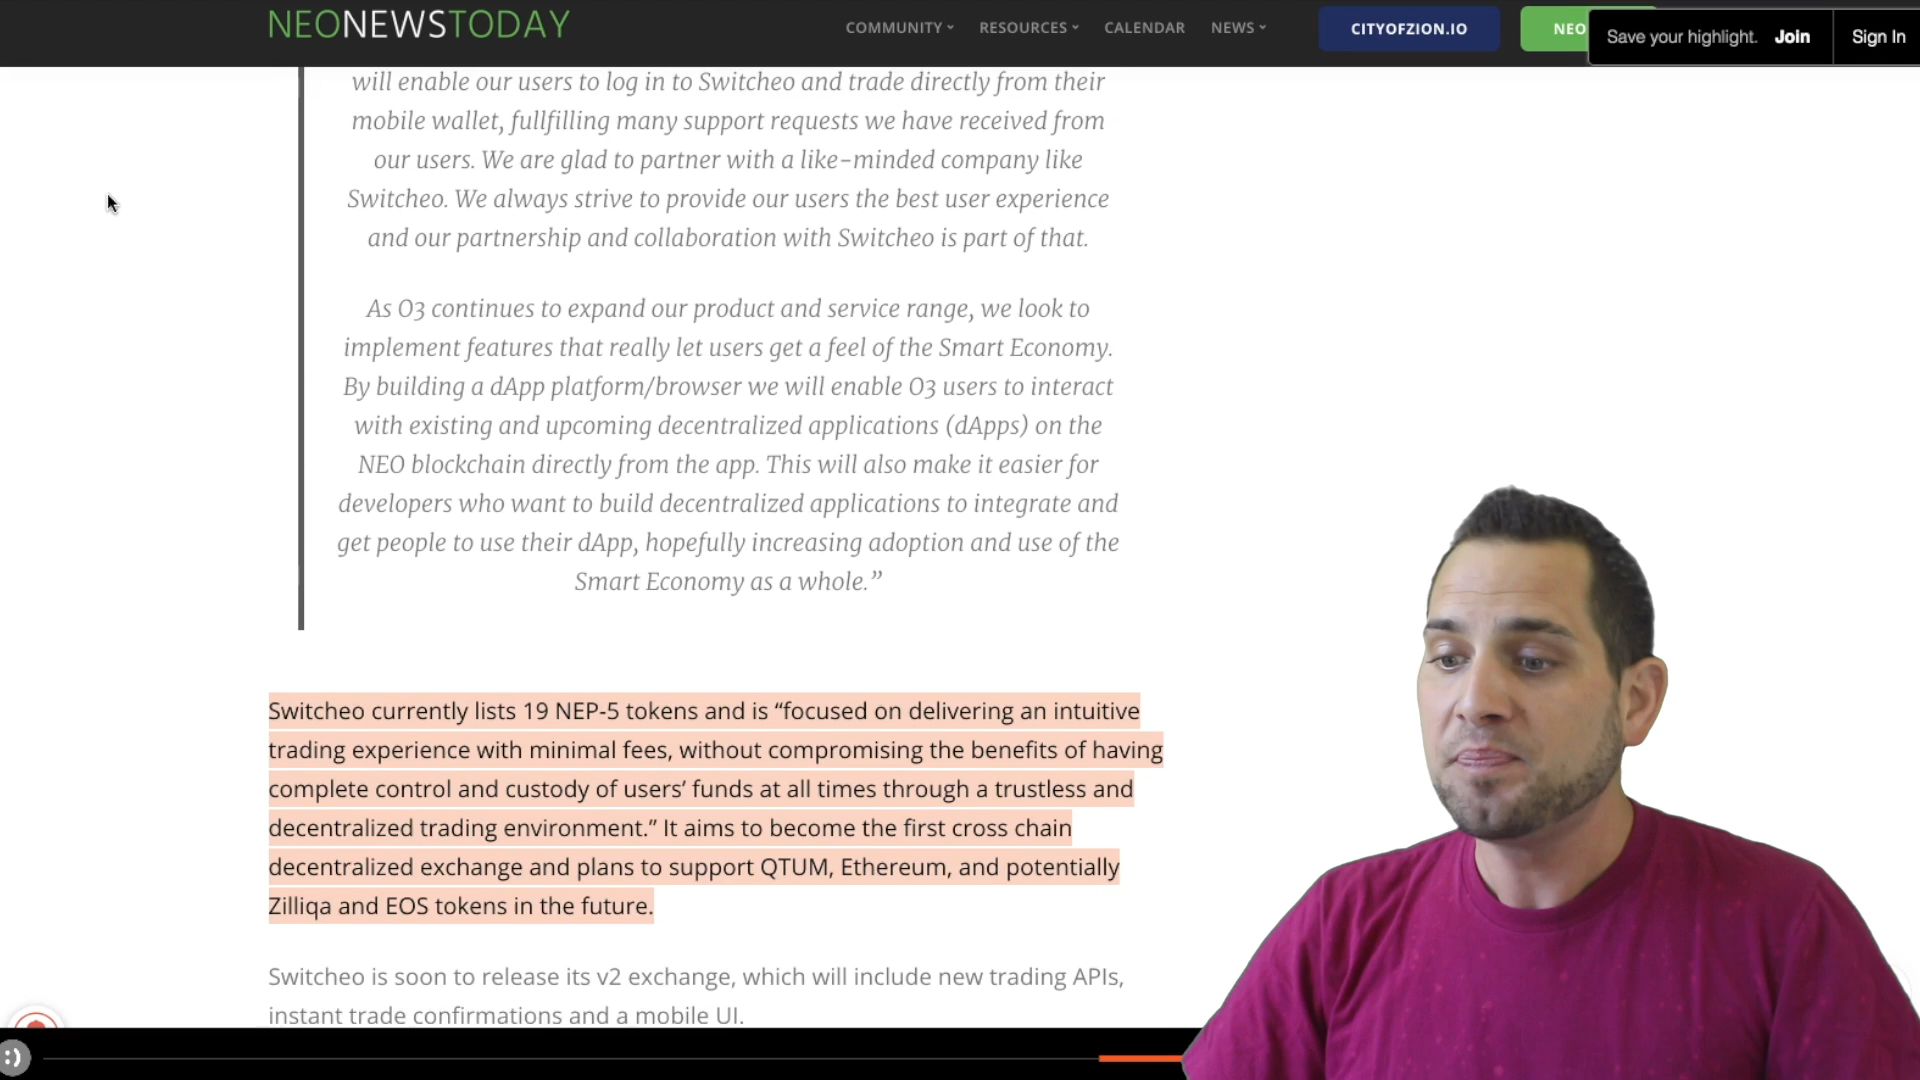 NEONEWSTODAY
COMMUNITY
RESOURCES
CALENDAR
NEWS
CITYOFZION.IO
NEO
Save your highlight. Join
Sign In
will enable our users to log in to Switcheo and trade directly from their
mobile wallet, fullfilling many support requests we have received from
our users. We are glad to partner with a like-minded company like
Switcheo. We always strive to provide our users the best user experience
and our partnership and collaboration with Switcheo is part of that.
As O3 continues to expand our product and service range, we look to
implement features that really let users get a feel of the Smart Economy.
By building a dApp platform/browser we will enable O3 users to interact
with existing and upcoming decentralized applications (dApps) on the
NEO blockchain directly from the app. This will also make it easier for
developers who want to build decentralized applications to integrate and
get people to use their dApp, hopefully increasing adoption and use of the
Smart Economy as a whole.”
Switcheo currently lists 19 NEP-5 tokens and is “focused on delivering an intuitive
trading experience with minimal fees, without compromising the benefits of having
complete control and custody of users’ funds at all times through a trustless and
decentralized trading environment.” It aims to become the first cross chain
decentralized exchange and plans to support QTUM, Ethereum, and potentially
Zilliqa and EOS tokens in the future.
Switcheo is soon to release its v2 exchange, which will include new trading APIs,
instant trade confirmations and a mobile UI.
:)